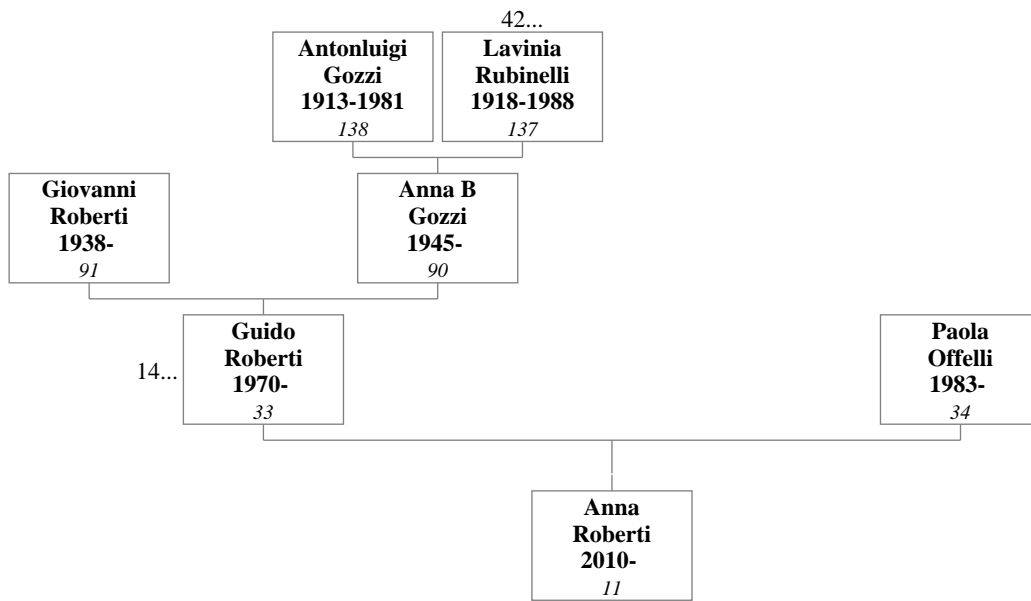 42...
Antonluigi
Gozzi
1913-1981
138
Lavinia
Rubinelli
1918-1988
137
Giovanni
Roberti
1938-
91
Anna B
Gozzi
1945-
90
14...
Guido
Roberti
1970-
33
Paola
Offelli
1983-
34
Anna
Roberti
2010-
11